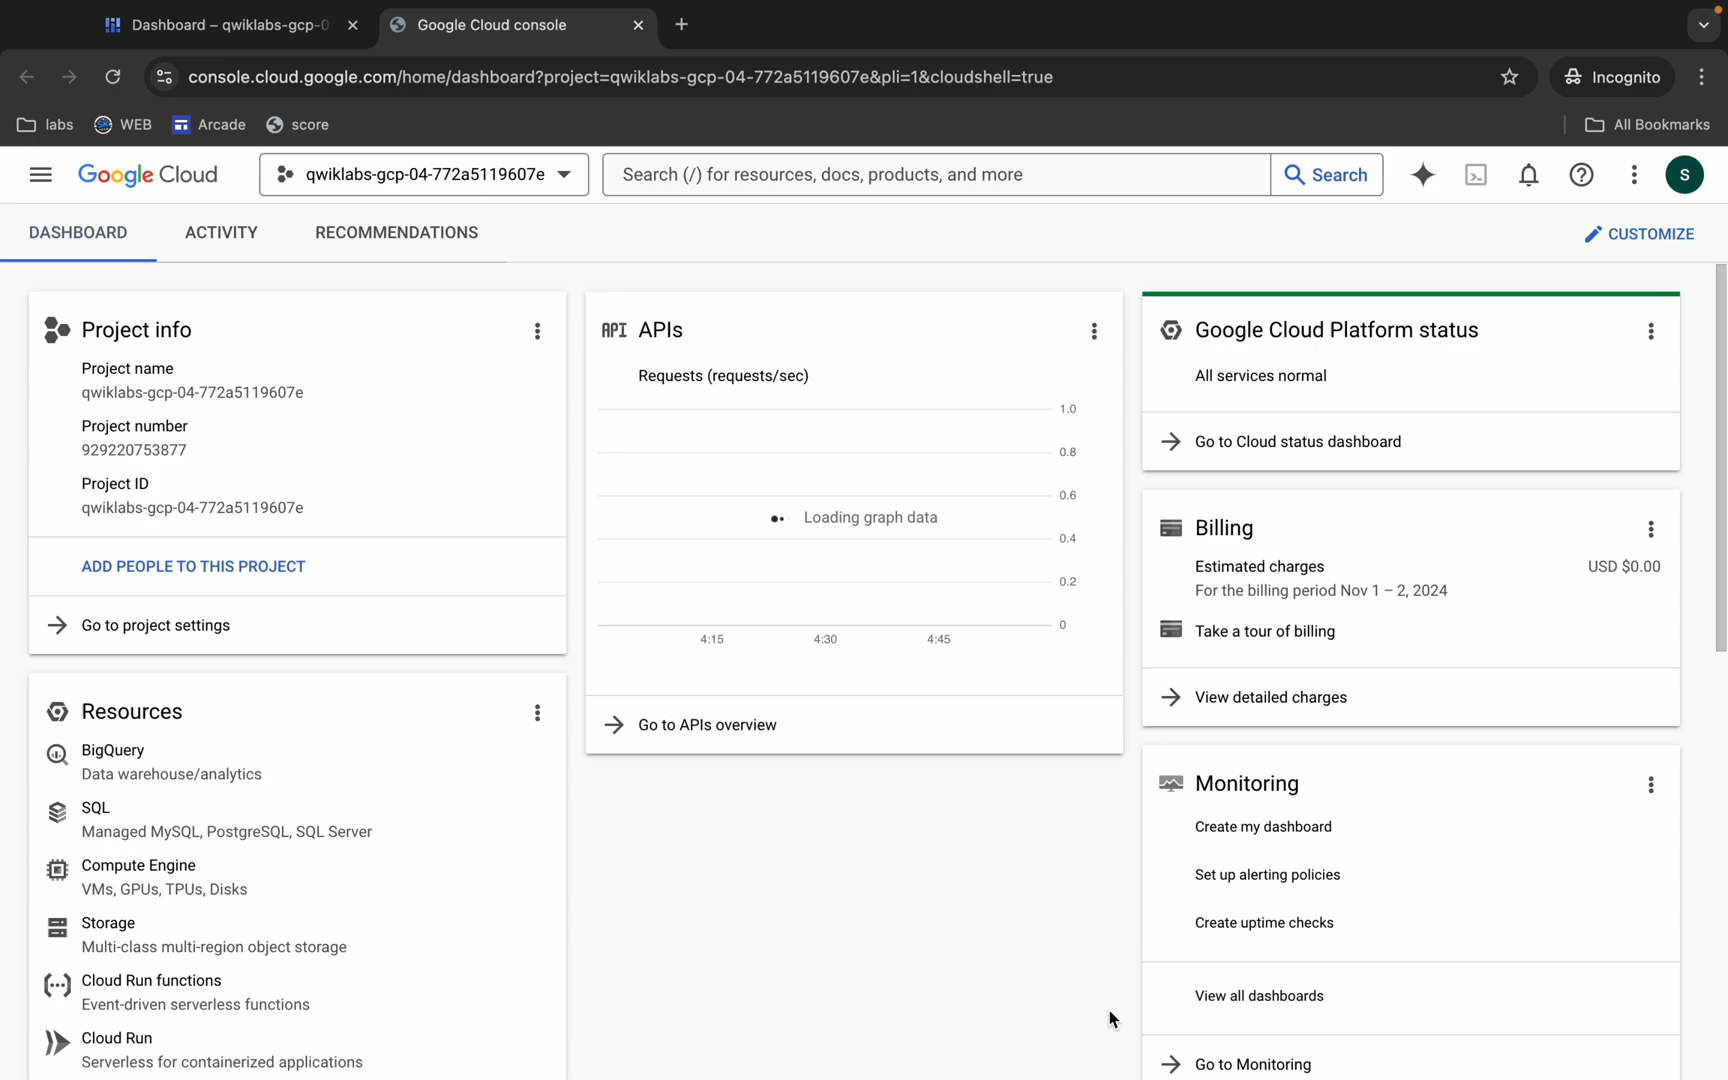 Dashboard – qwiklabs-gcp-0
Google Cloud console
console.cloud.google.com/home/dashboard?project=qwiklabs-gcp-04-772a5119607e&pli=1&cloudshell=true
Incognito
labs
WEB
Arcade
score
All Bookmarks
Google Cloud
qwiklabs-gcp-04-772a5119607e
Search (/) for resources, docs, products, and more
Search
S
DASHBOARD
ACTIVITY
RECOMMENDATIONS
CUSTOMIZE
Project info
Project name
qwiklabs-gcp-04-772a5119607e
Project number
929220753877
Project ID
qwiklabs-gcp-04-772a5119607e
ADD PEOPLE TO THIS PROJECT
Go to project settings
Resources
BigQuery
Data warehouse/analytics
SQL
Managed MySQL, PostgreSQL, SQL Server
Compute Engine
VMs, GPUs, TPUs, Disks
Storage
Multi-class multi-region object storage
Cloud Run functions
Event-driven serverless functions
Cloud Run
Serverless for containerized applications
API APIs
Requests (requests/sec)
1.0
0.8
0.6
Loading graph data
0.4
0.2
0
4:15
4:30
4:45
Go to APIs overview
Google Cloud Platform status
All services normal
Go to Cloud status dashboard
Billing
Estimated charges
USD $0.00
For the billing period Nov 1 – 2, 2024
Take a tour of billing
View detailed charges
Monitoring
Create my dashboard
Set up alerting policies
Create uptime checks
View all dashboards
Go to Monitoring